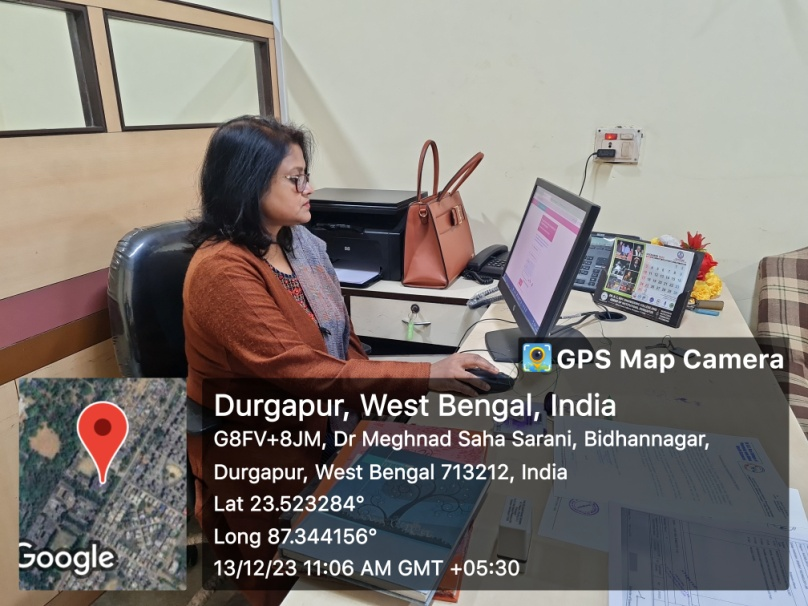 GPS Map Camera
Durgapur, West Bengal, India
G8FV+8JM, Dr Meghnad Saha Sarani, Bidhannagar,
Durgapur, West Bengal 713212, India
Lat 23.523284°
Long 87.344156°
13/12/23 11:06 AM GMT +05:30
Google